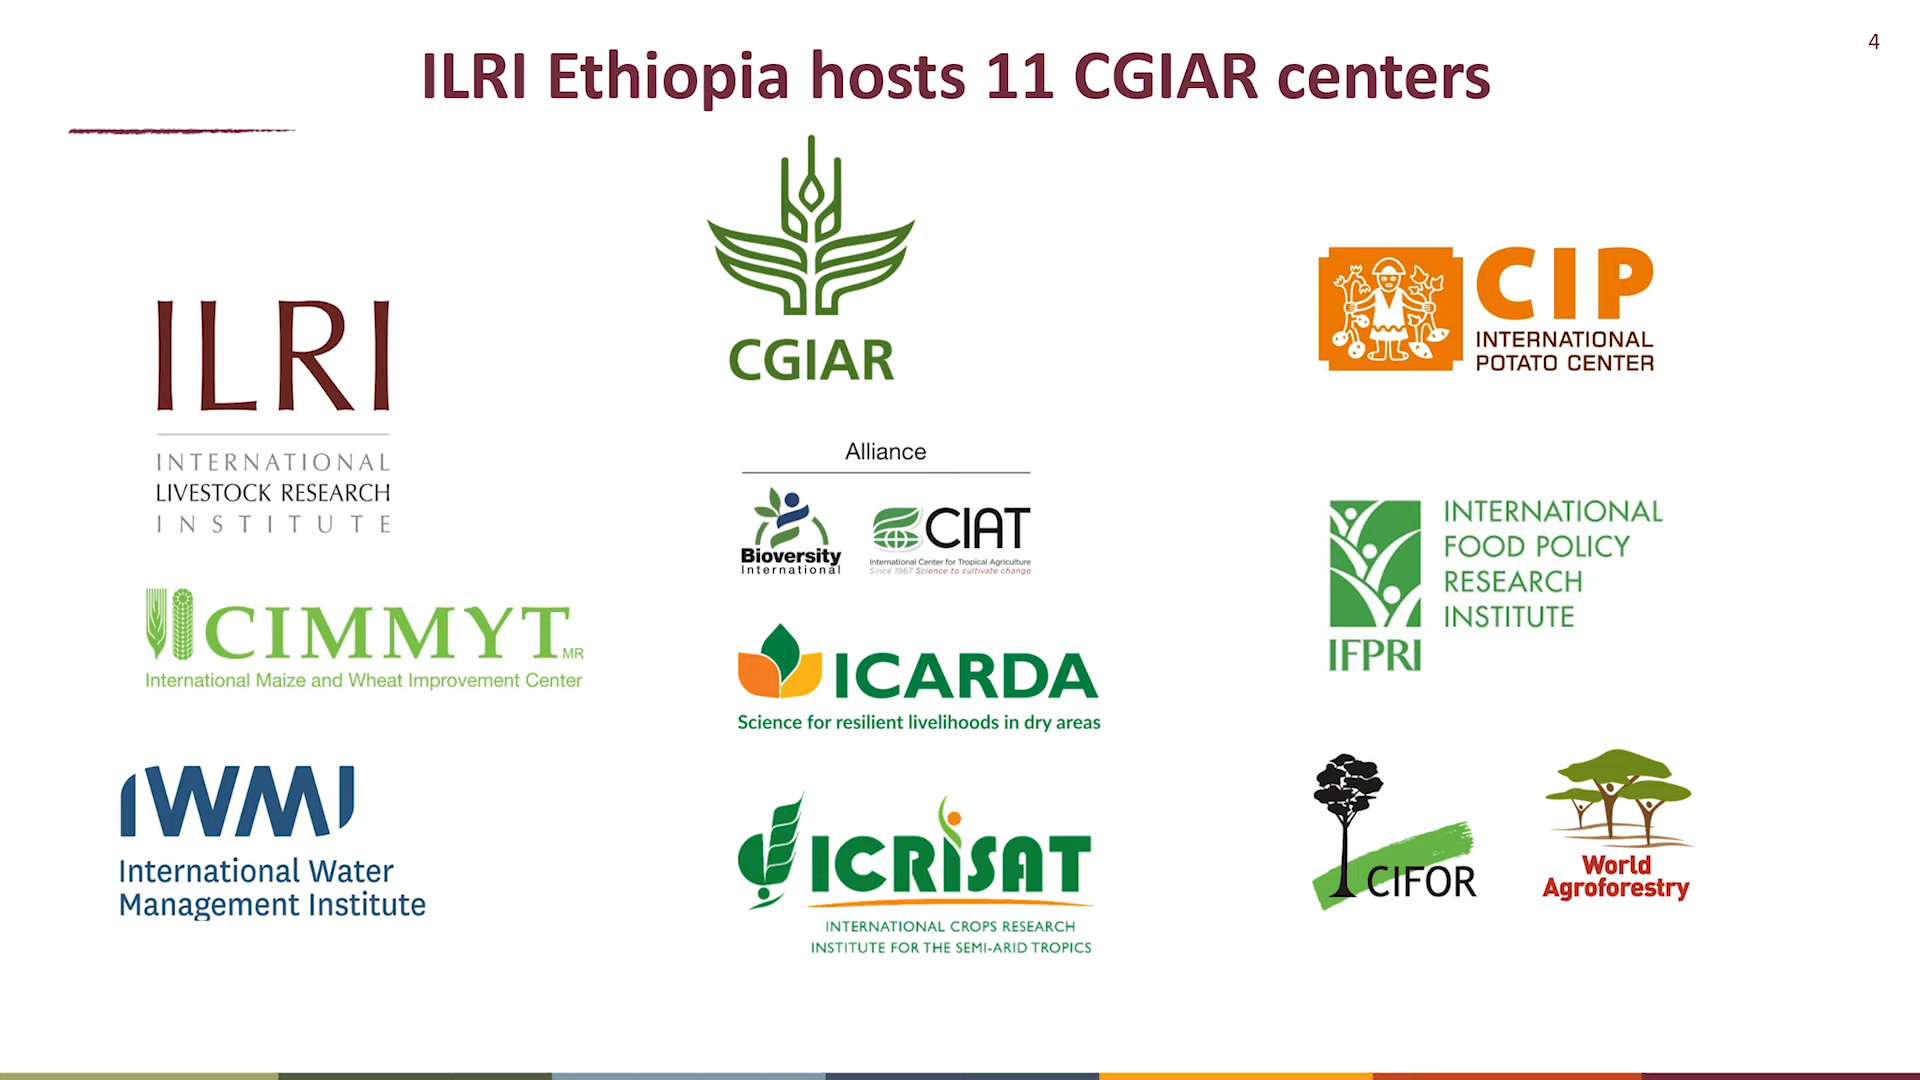 4
ILRI Ethiopia hosts 11 CGIAR centers
CGIAR
ILRI
INTERNATIONAL
LIVESTOCK RESEARCH
INSTITUTE
CIP
INTERNATIONAL
POTATO CENTER
Alliance
Bioversity
International
CIAT
International Center for Tropical Agriculture
Since 1967 Science to cultivate change
INTERNATIONAL
FOOD POLICY
RESEARCH
INSTITUTE
IFPRI
CIMMYT MR
International Maize and Wheat Improvement Center
ICARDA
Science for resilient livelihoods in dry areas
IWMI
International Water
Management Institute
ICRISAT
INTERNATIONAL CROPS RESEARCH
INSTITUTE FOR THE SEMI-ARID TROPICS
CIFOR
World
Agroforestry